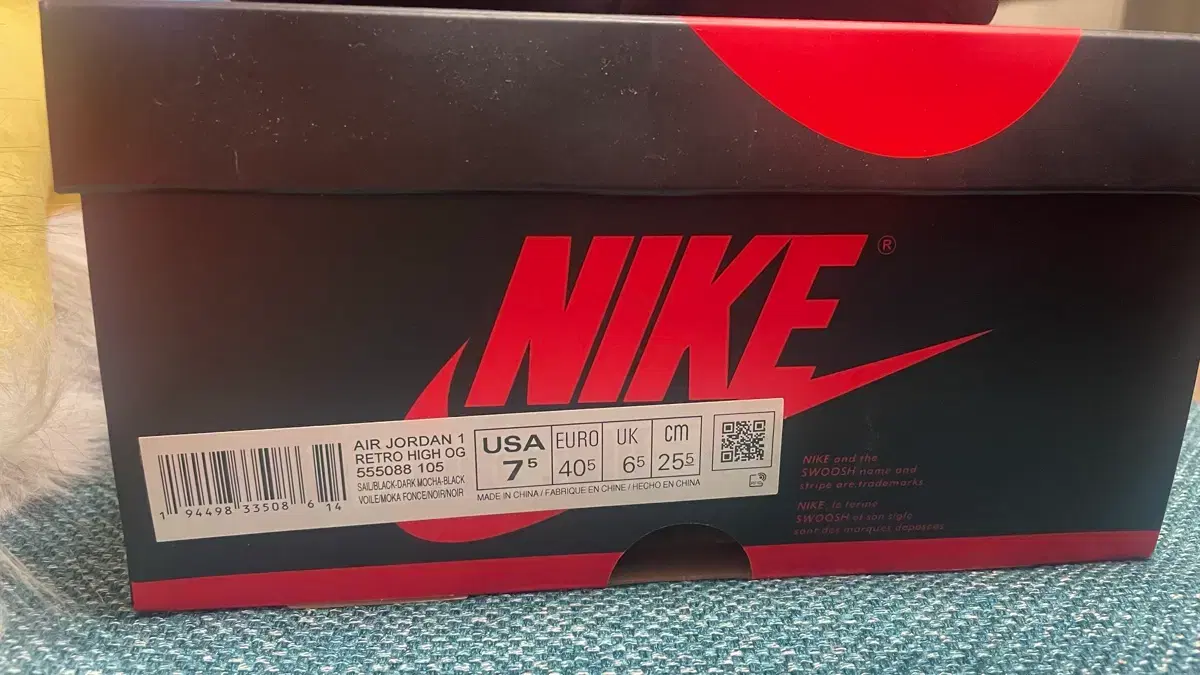 NIKE®
AIR JORDAN 1
RETRO HIGH OG
555088 105
SAIL/BLACK-DARK MOCHA-BLACK
VOILE/MOKA FONCE/NOIR/NOIR
USA EURO UK cm
7⁵ 40⁵ 6⁵ 25⁵
MADE IN CHINA / FABRIQUE EN CHINE / HECHO EN CHINA
1 94498 33508 6 14
NIKE and the
SWOOSH name and
stripe are trademarks.
NIKE, le terme
SWOOSH et son sigle
sont des marques deposees.